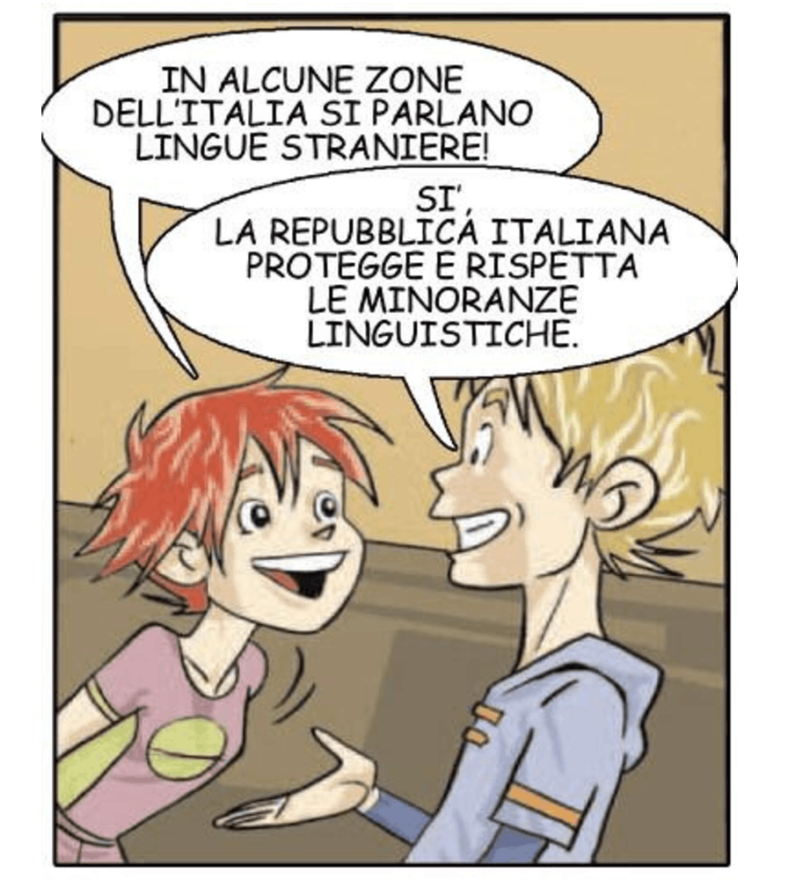 IN ALCUNE ZONE
DELL'ITALIA SI PARLANO
LINGUE STRANIERE!
SI',
LA REPUBBLICA ITALIANA
PROTEGGE E RISPETTA
LE MINORANZE
LINGUISTICHE.